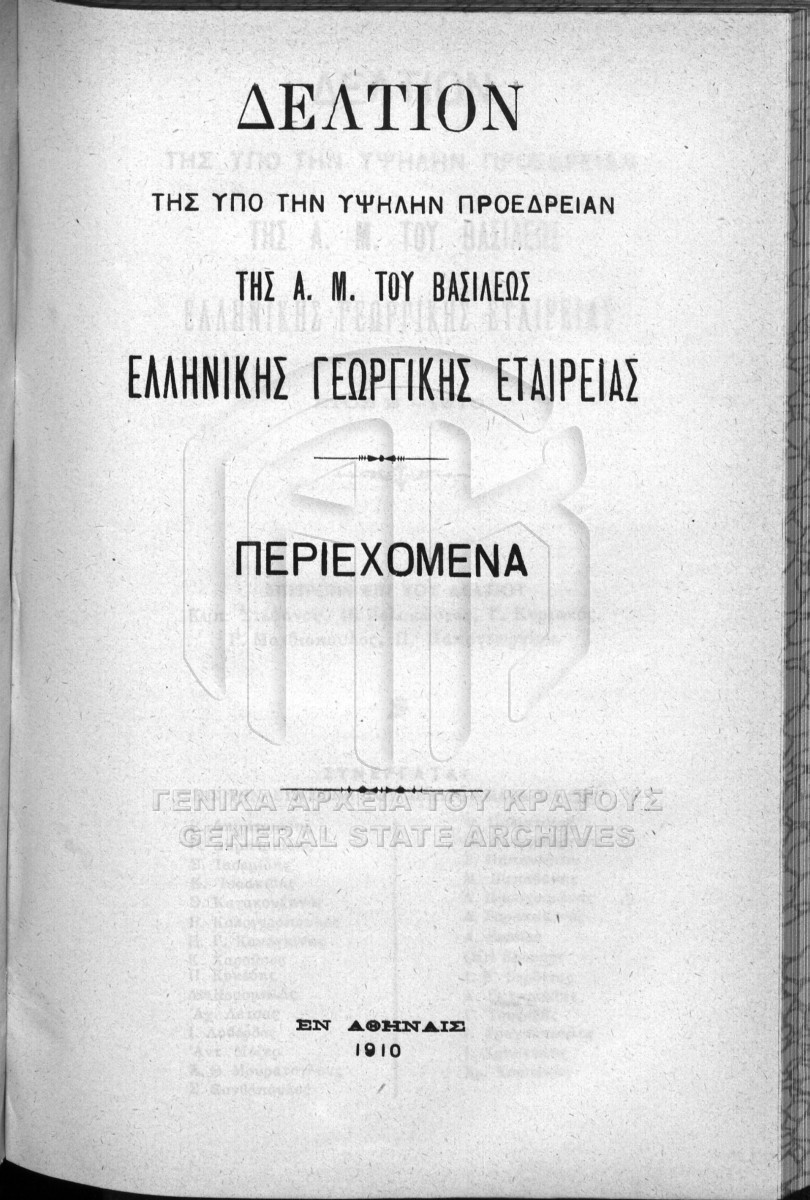 ΔΕΛΤΙΟΝ
ΤΗΣ ΥΠΟ ΤΗΝ ΥΨΗΛΗΝ ΠΡΟΕΔΡΕΙΑΝ
ΤΗΣ Α. Μ. ΤΟΥ ΒΑΣΙΛΕΩΣ
ΕΛΛΗΝΙΚΗΣ ΓΕΩΡΓΙΚΗΣ ΕΤΑΙΡΕΙΑΣ
ΠΕΡΙΕΧΟΜΕΝΑ
ΓΕΝΙΚΑ ΑΡΧΕΙΑ ΤΟΥ ΚΡΑΤΟΥΣ
GENERAL STATE ARCHIVES
ΕΝ ΑΘΗΝΑΙΣ
1910